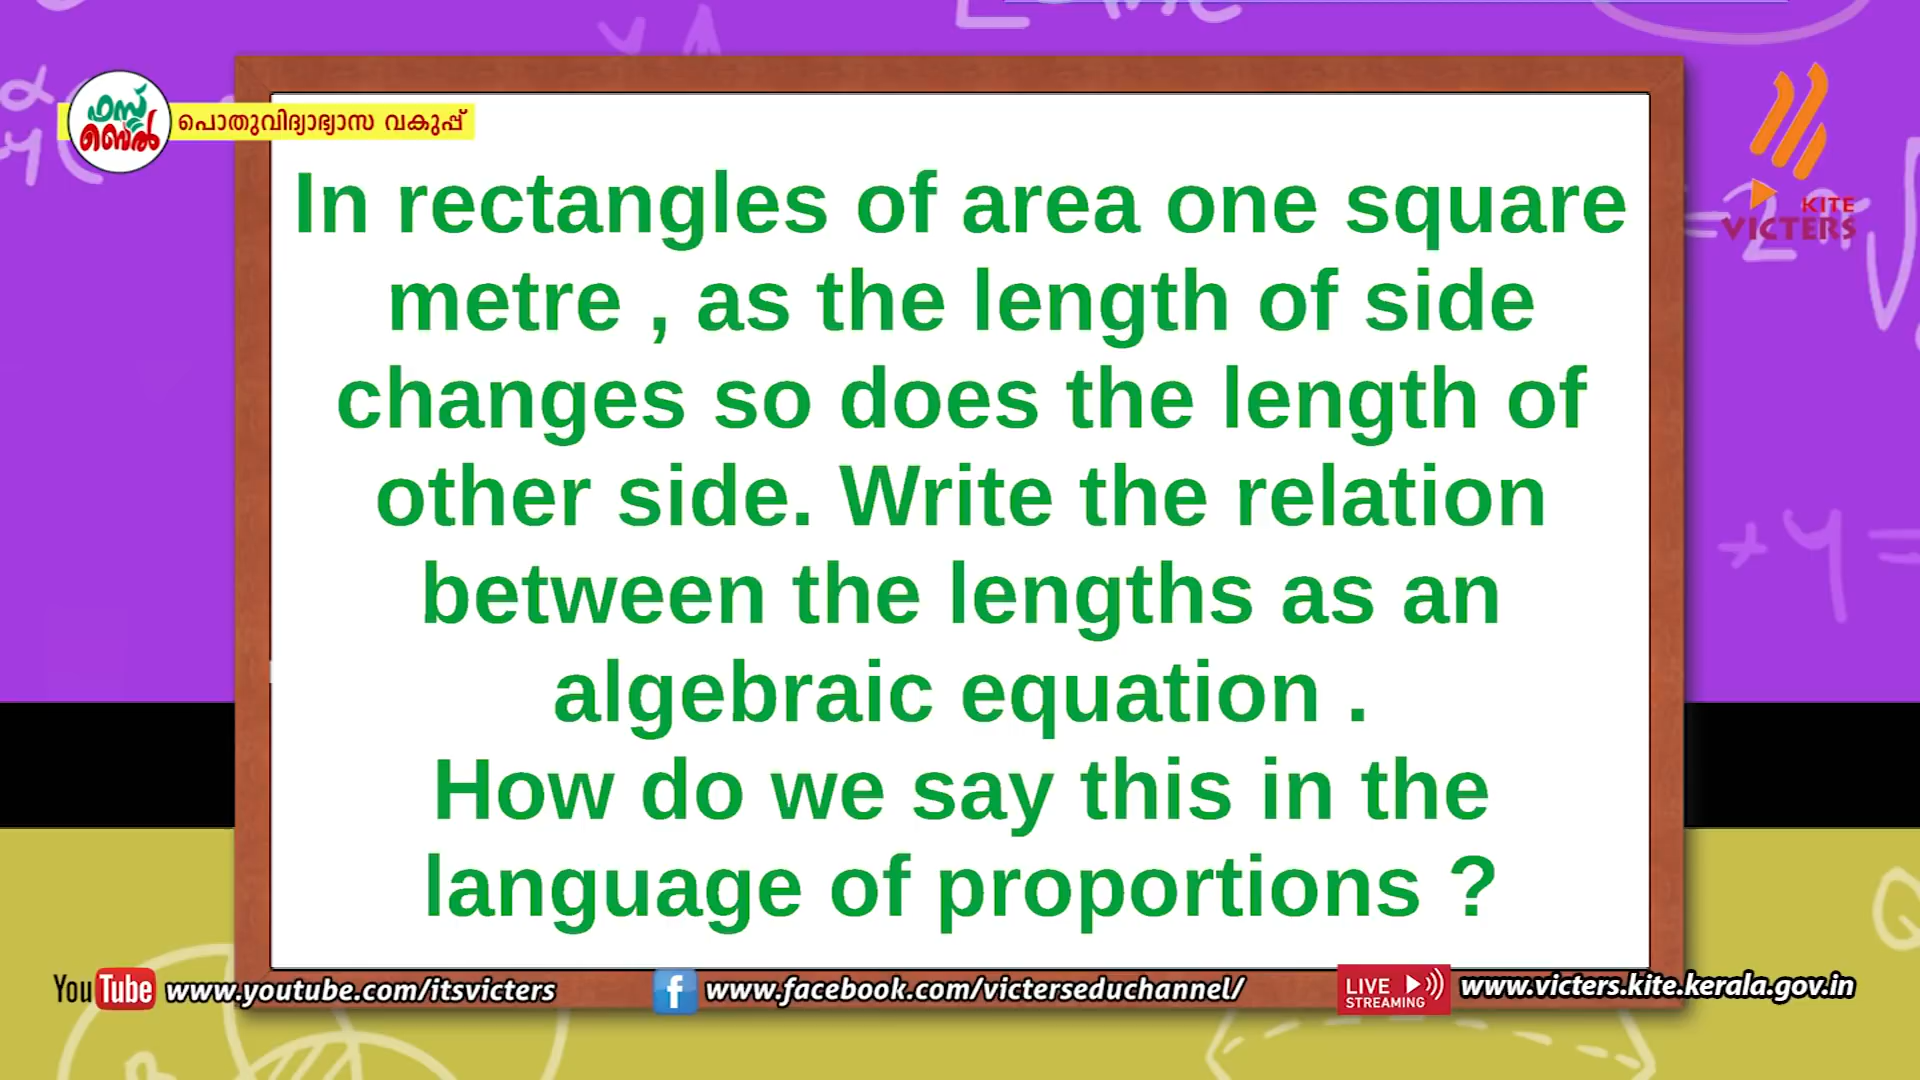 ഫസ്റ്റ് ബെൽ
പൊതുവിദ്യാഭ്യാസ വകുപ്പ്
KITE
VICTERS
In rectangles of area one square
metre , as the length of side
changes so does the length of
other side. Write the relation
between the lengths as an
algebraic equation .
How do we say this in the
language of proportions ?
YouTube www.youtube.com/itsvicters
f www.facebook.com/victerseduchannel/
LIVE STREAMING www.victers.kite.kerala.gov.in